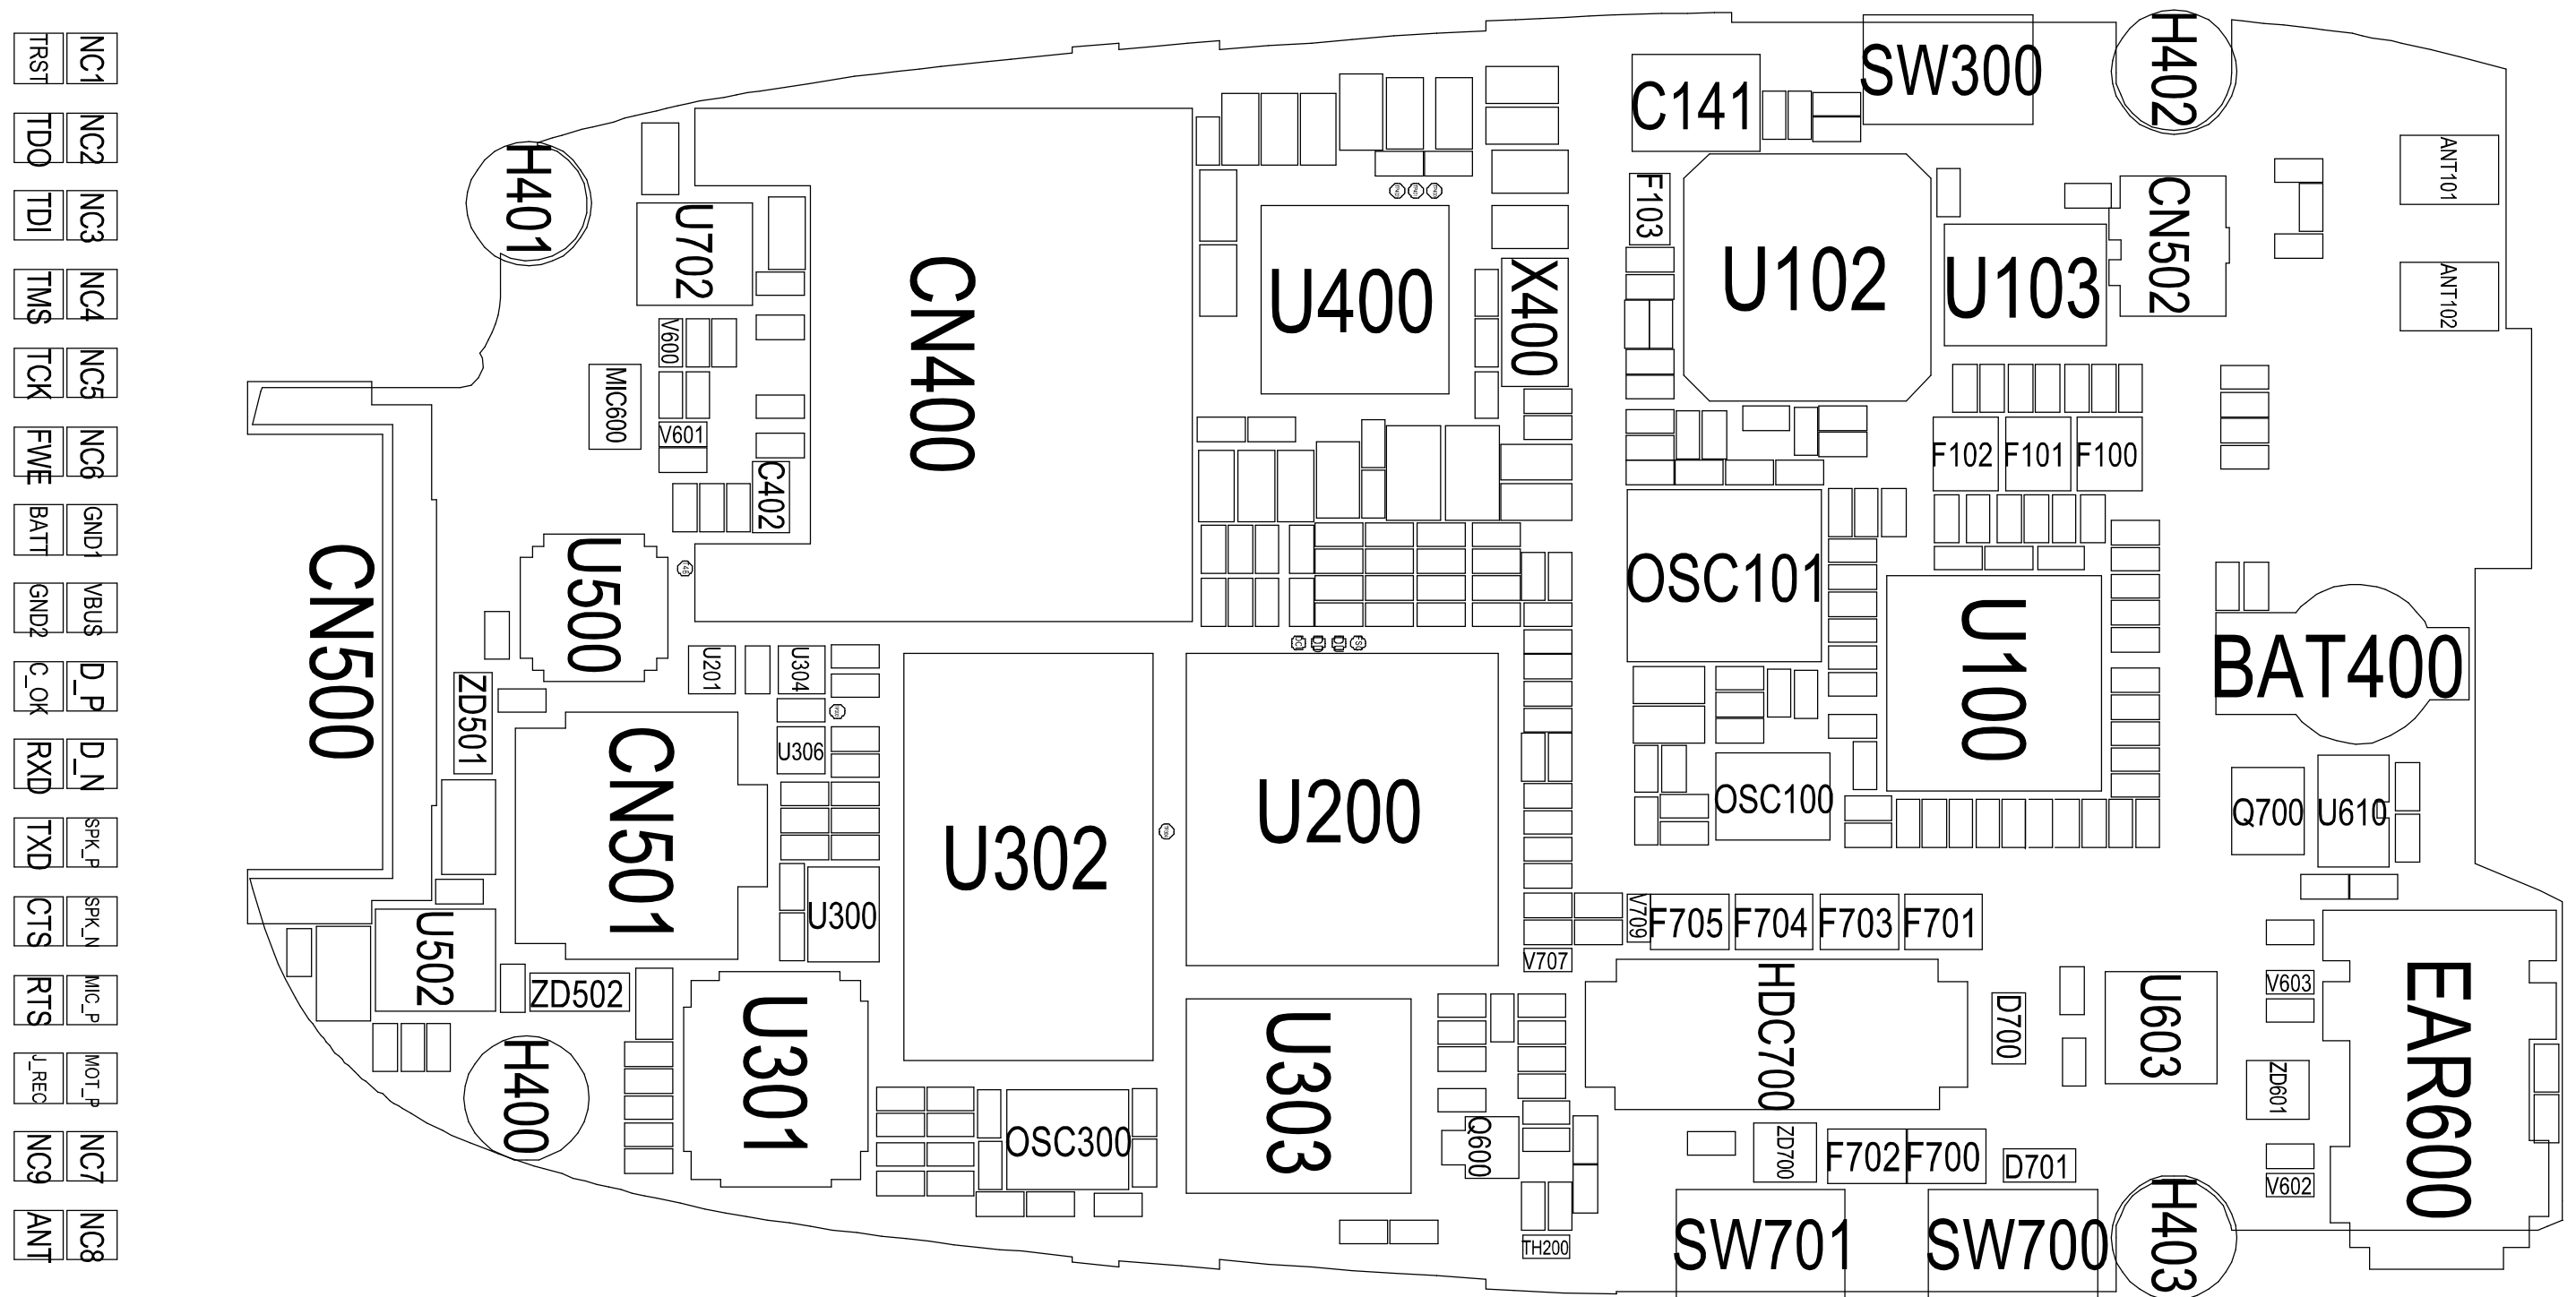 TRST NC1
TDO NC2
TDI NC3
TMS NC4
TCK NC5
FWE NC6
BATT GND1
GND2 VBUS
C_OK D_P
RXD D_N
TXD SPK_P
CTS SPK_N
RTS MIC_P
J_REC MOT_P
NC9 NC7
ANT NC8
H401
U702
V600
MIC600
V601
C402
CN400
CN500
U500
ZD501
U201
U304
U306
CN501
U300
U502
ZD502
H400
U301
U302
OSC300
U400
X400
U200
U303
Q600
TH200
V707
V709
C141
SW300
H402
F103
U102
U103
CN502
ANT101
ANT102
F102
F101
F100
OSC101
U100
OSC100
BAT400
Q700
U610
F705
F704
F703
F701
HDC700
D700
U603
V603
ZD601
EAR600
ZD700
F702
F700
D701
V602
SW701
SW700
H403